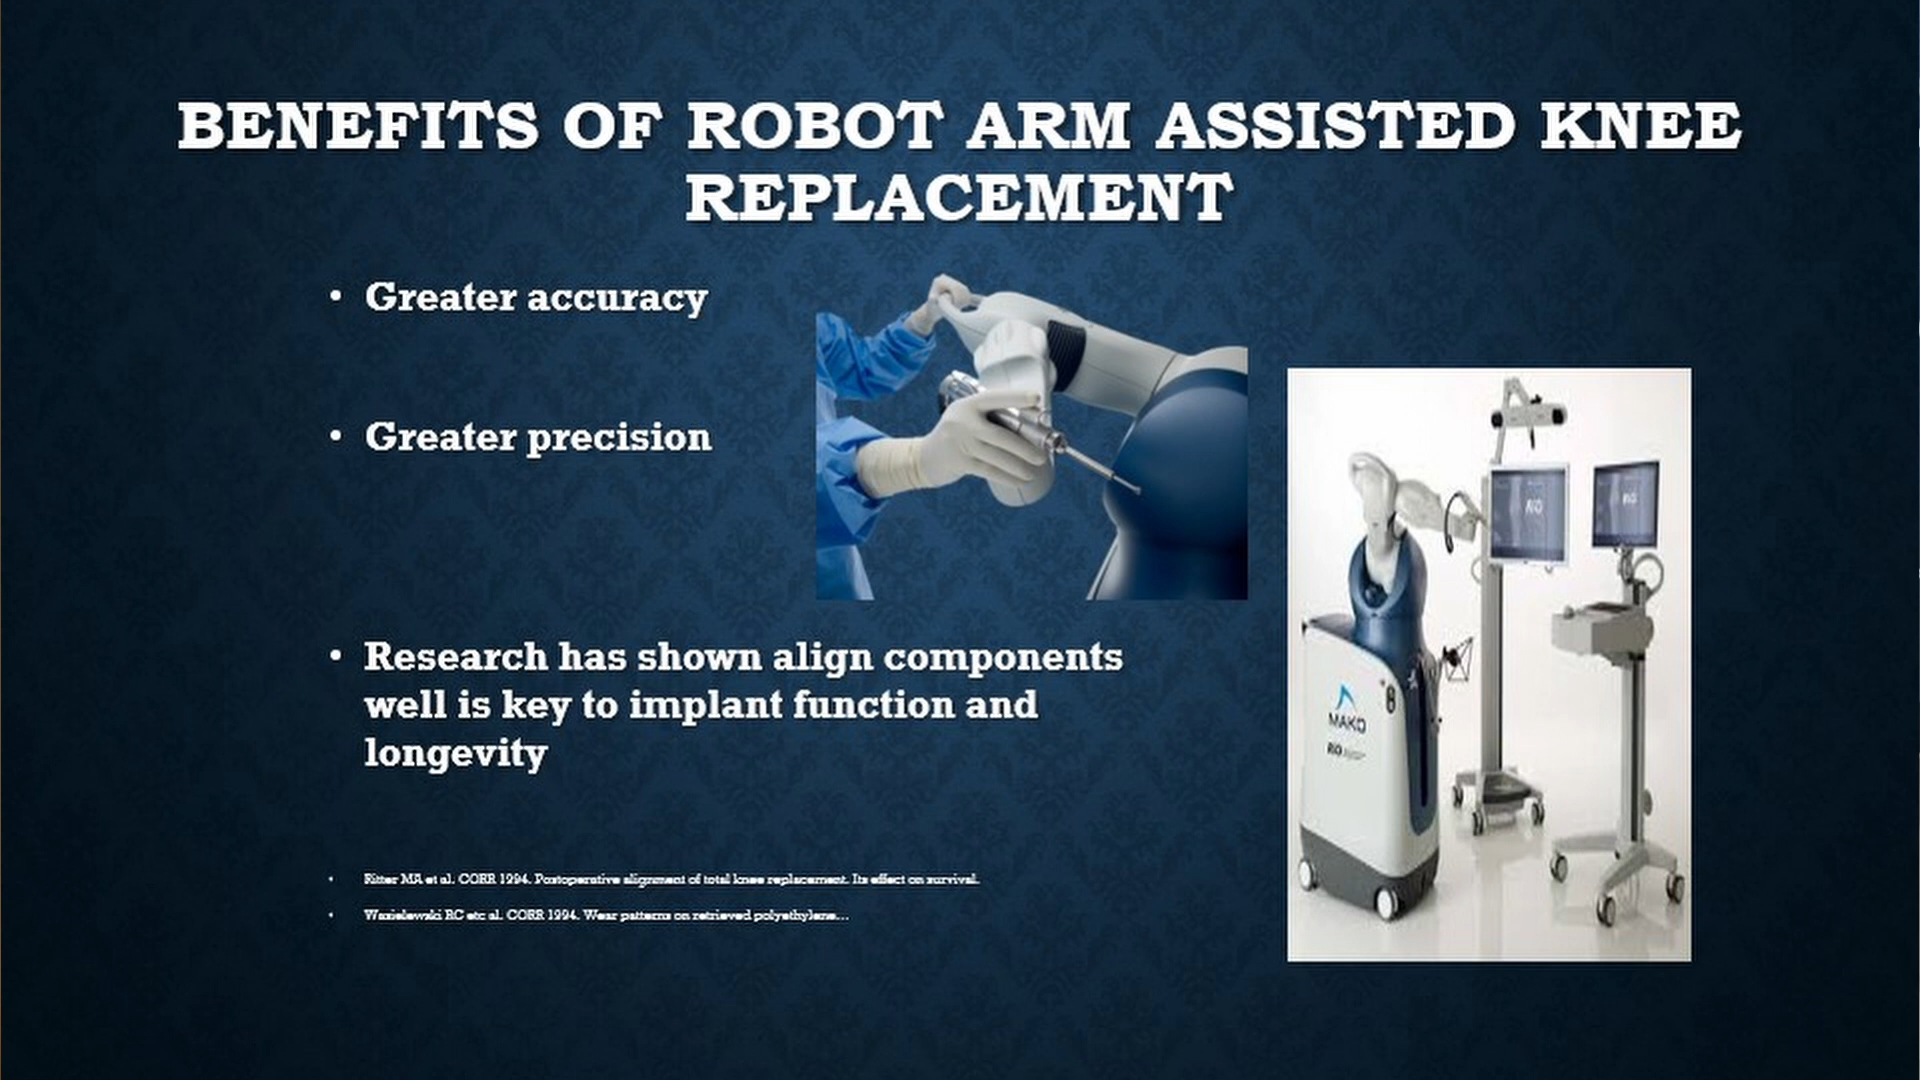 BENEFITS OF ROBOT ARM ASSISTED KNEE
REPLACEMENT
• Greater accuracy
• Greater precision
• Research has shown align components
well is key to implant function and
longevity
• Ritter MA et al. CORR 1994. Postoperative alignment of total knee replacement. Its effect on survival.
• Wasielewski RC etc al. CORR 1994. Wear patterns on retrieved polyethylene...
RIO
RIO
MAKO
RIO